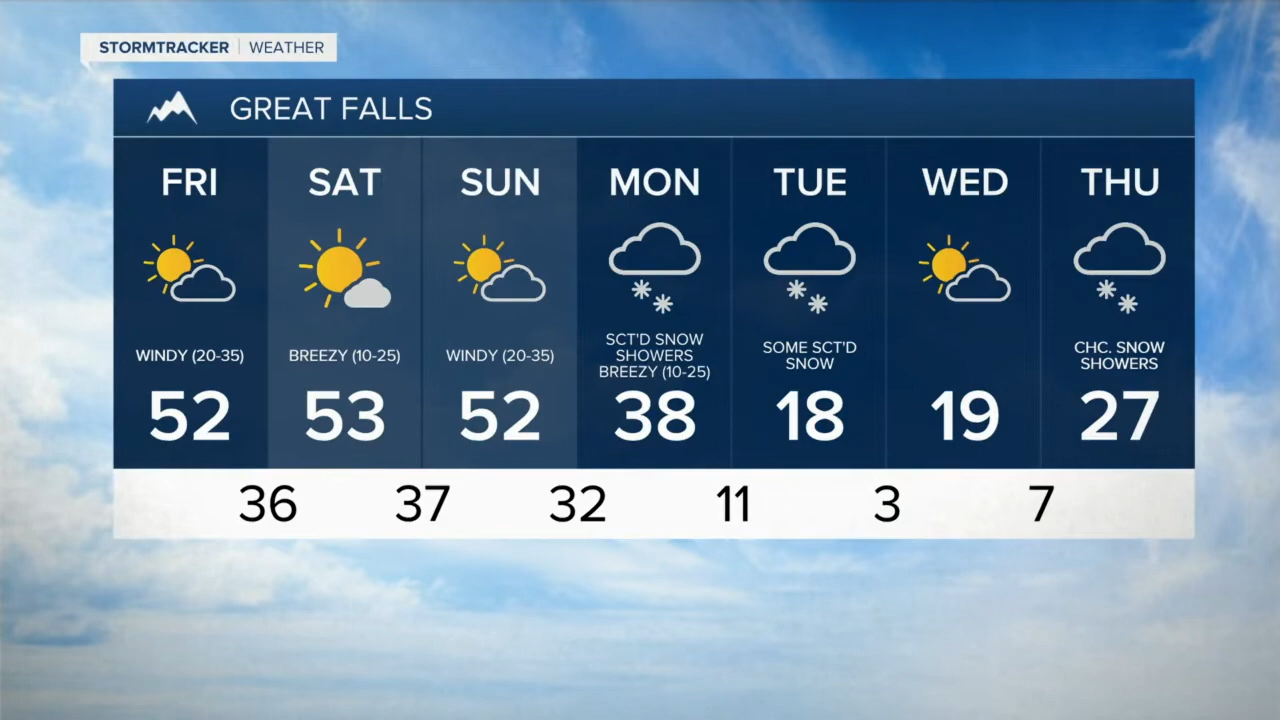 STORMTRACKER | WEATHER
GREAT FALLS
FRI SAT SUN MON TUE WED THU
WINDY (20-35)
BREEZY (10-25)
WINDY (20-35)
SCT'D SNOW
SHOWERS
BREEZY (10-25)
SOME SCT'D
SNOW
CHC. SNOW
SHOWERS
52 53 52 38 18 19 27
36 37 32 11 3 7